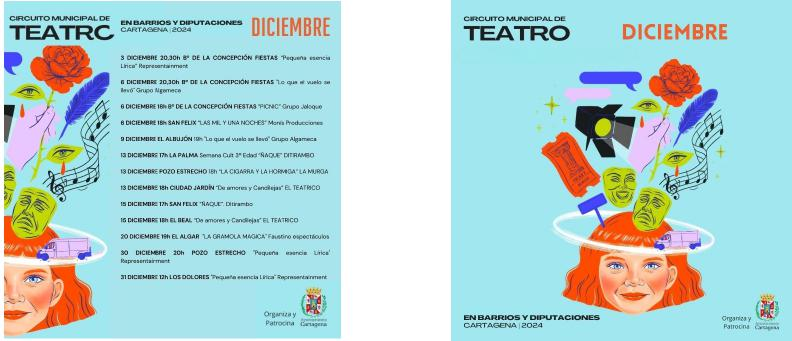 CIRCUITO MUNICIPAL DE
TEATRO
EN BARRIOS Y DIPUTACIONES
CARTAGENA | 2024
DICIEMBRE
3 DICIEMBRE 20,30h Bº DE LA CONCEPCIÓN FIESTAS "Pequeña esencia
Lírica" Representainment
6 DICIEMBRE 20,30h Bº DE LA CONCEPCIÓN FIESTAS "Lo que el vuelo se
llevó" Grupo Algameca
6 DICIEMBRE 18h Bº DE LA CONCEPCIÓN "PICNIC" Grupo Jaloque
6 DICIEMBRE 18h SAN FELIX "LAS MIL Y UNA NOCHES" Monis Producciones
9 DICIEMBRE EL ALBUJÓN 19h "Lo que el vuelo se llevó" Grupo Algameca
13 DICIEMBRE 17h LA PALMA Semana Cult 3ª Edad "ÑAQUE" DITIRAMBO
13 DICIEMBRE POZO ESTRECHO 18h "LA CIGARRA Y LA HORMIGA" LA MURGA
13 DICIEMBRE 18h CIUDAD JARDÍN "De amores y Candilejas" EL TEATRICO
15 DICIEMBRE 17h SAN FELIX "ÑAQUE". Ditirambo
15 DICIEMBRE 18h EL BEAL "De amores y Candilejas" EL TEATRICO
20 DICIEMBRE 19h EL ALGAR "LA GRAMOLA MAGICA" Faustino espectáculos
30 DICIEMBRE 20h POZO ESTRECHO "Pequeña esencia Lírica"
Representainment
31 DICIEMBRE 12h LOS DOLORES "Pequeña esencia Lírica" Representainment
Organiza y
Patrocina
Ayuntamiento
Cartagena
CIRCUITO MUNICIPAL DE
TEATRO
DICIEMBRE
EN BARRIOS Y DIPUTACIONES
CARTAGENA | 2024
Organiza y
Patrocina
Ayuntamiento
Cartagena